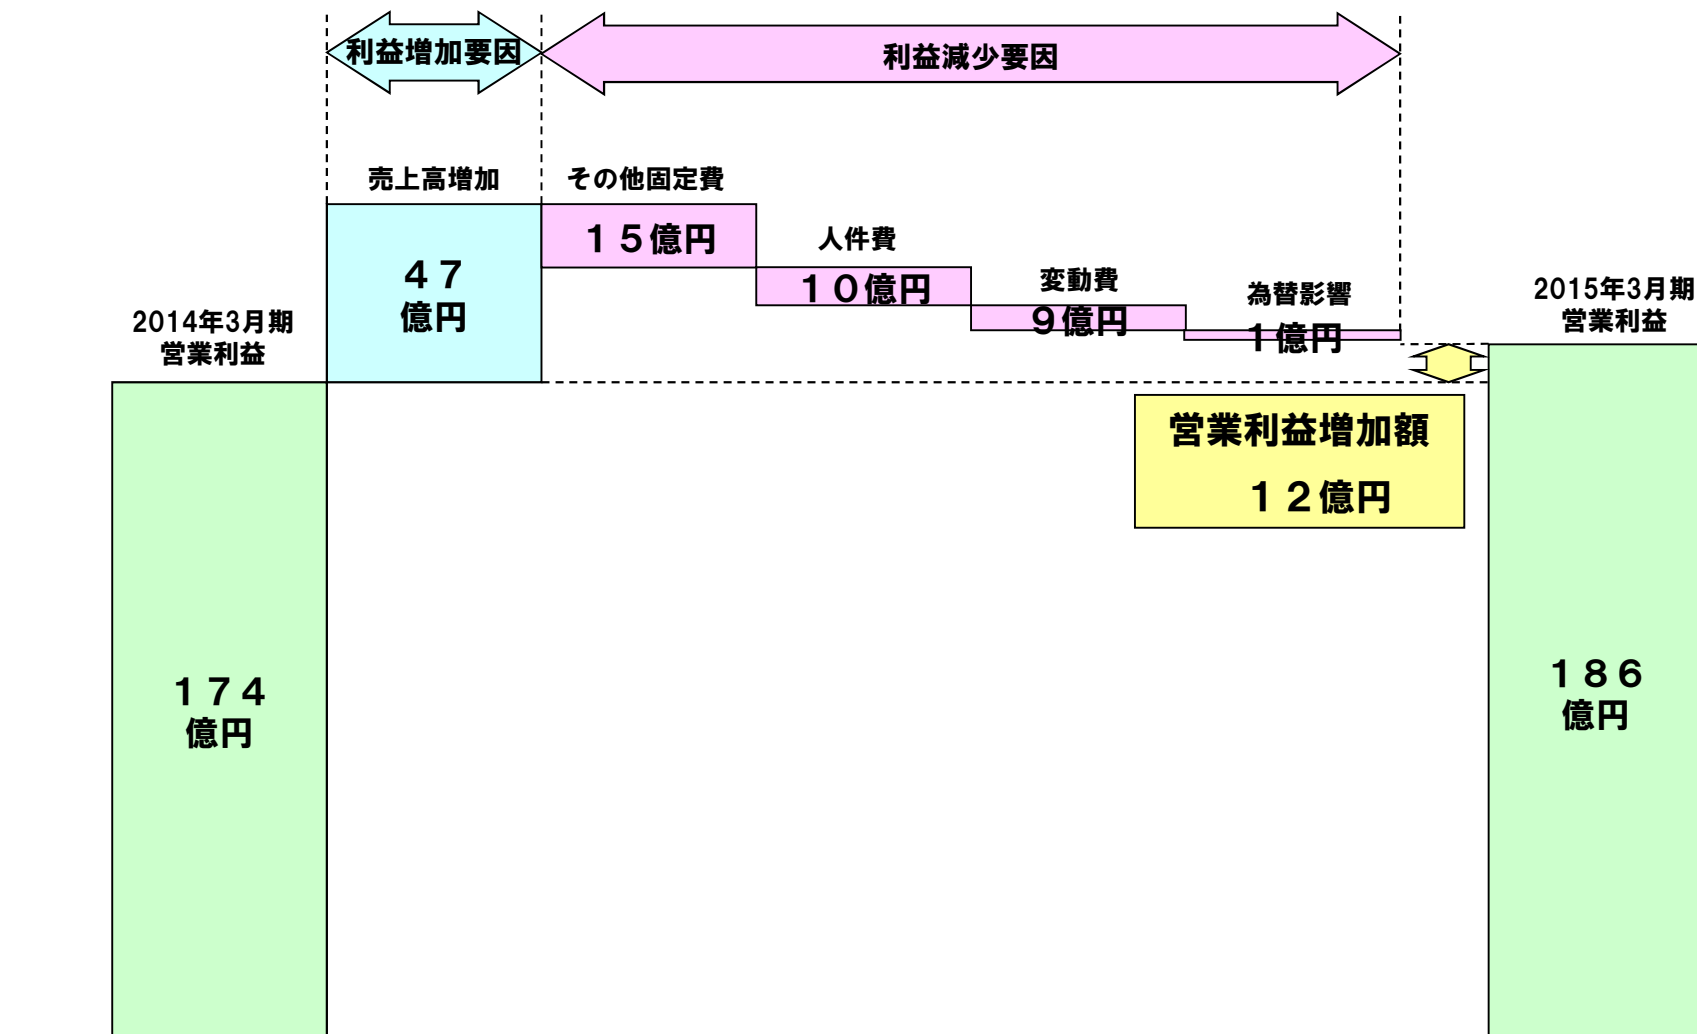 利益増加要因
利益減少要因
売上高増加
その他固定費
４７
億円
１５億円
人件費
１０億円
変動費
９億円
為替影響
１億円
2014年3月期
営業利益
2015年3月期
営業利益
営業利益増加額
１２億円
１７４
億円
１８６
億円